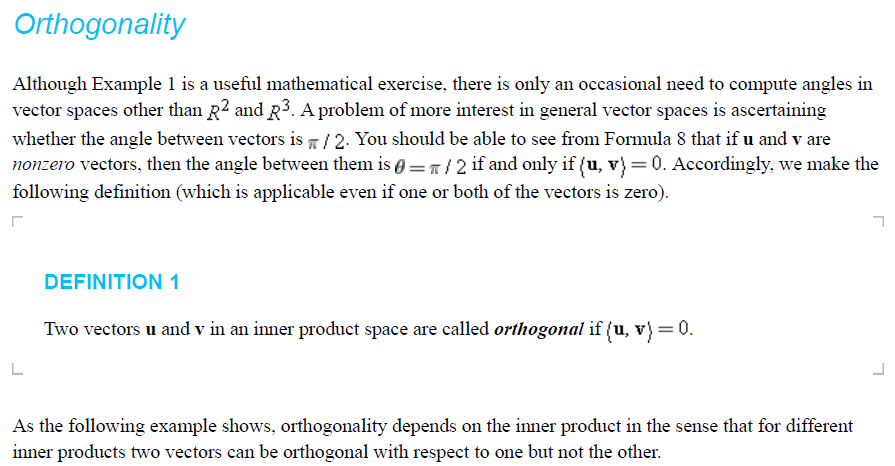 Orthogonality
Although Example 1 is a useful mathematical exercise, there is only an occasional need to compute angles in
vector spaces other than R² and R³. A problem of more interest in general vector spaces is ascertaining
whether the angle between vectors is π / 2. You should be able to see from Formula 8 that if u and v are
nonzero vectors, then the angle between them is θ = π / 2 if and only if ⟨u, v⟩ = 0. Accordingly, we make the
following definition (which is applicable even if one or both of the vectors is zero).
DEFINITION 1
Two vectors u and v in an inner product space are called orthogonal if ⟨u, v⟩ = 0.
As the following example shows, orthogonality depends on the inner product in the sense that for different
inner products two vectors can be orthogonal with respect to one but not the other.